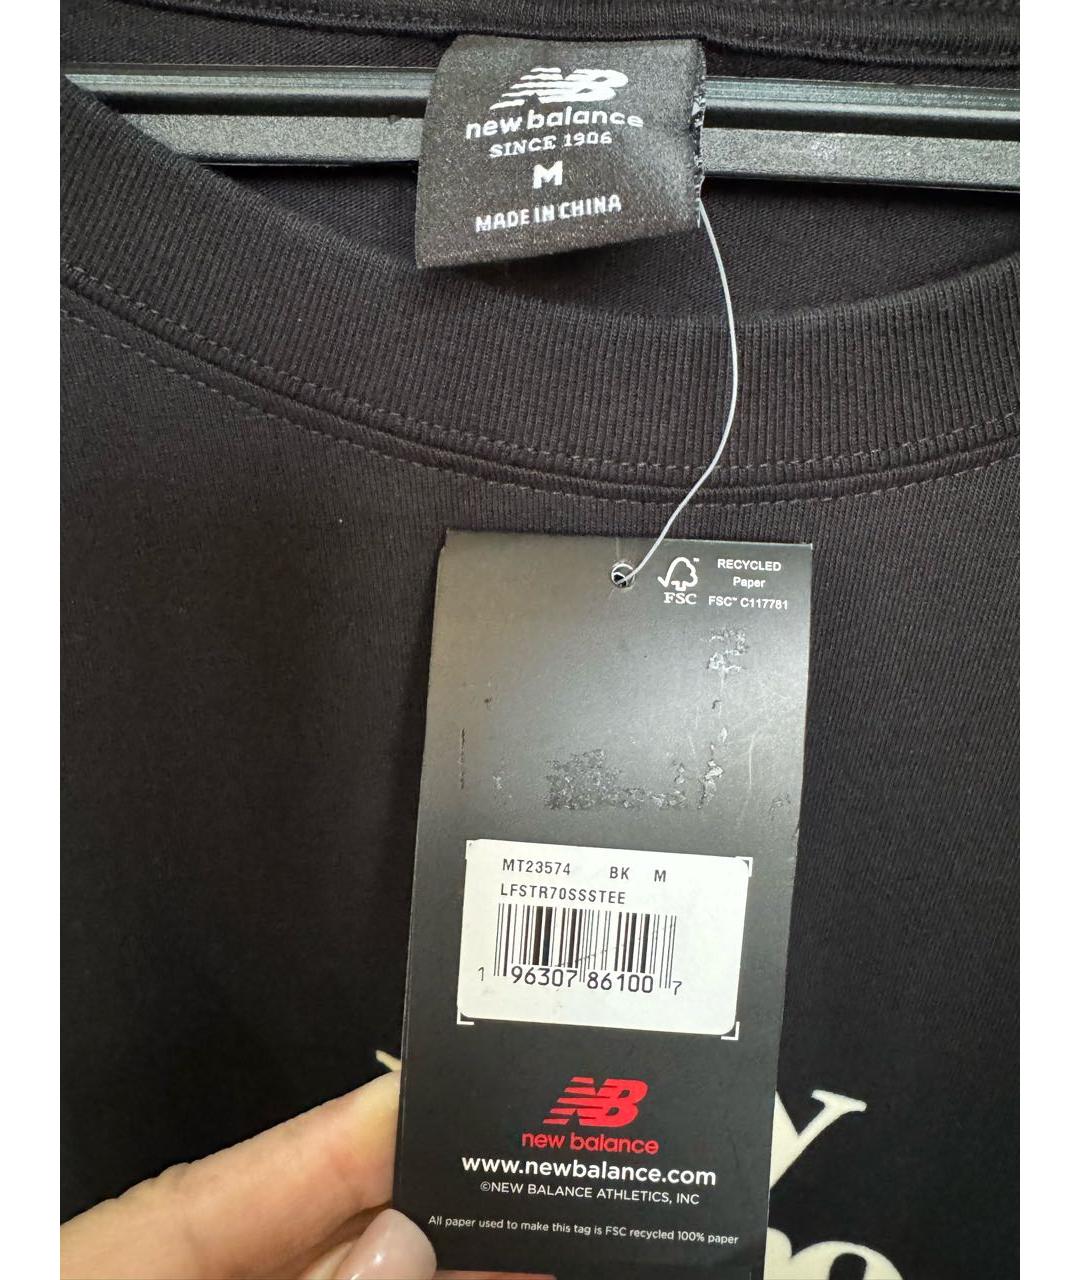 NB
new balance
SINCE 1906
M
MADE IN CHINA
FSC
RECYCLED
Paper
FSC™ C117781
MT23574 BK M
LFSTR70SSSTEE
1 96307 86100 7
NB
new balance
www.newbalance.com
©NEW BALANCE ATHLETICS, INC
All paper used to make this tag is FSC recycled 100% paper